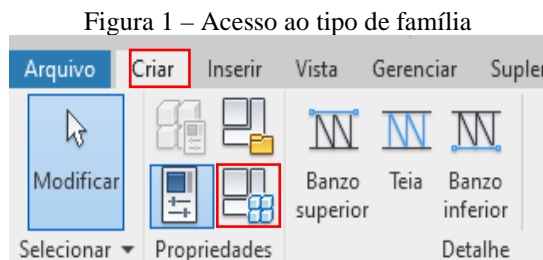 Figura 1 – Acesso ao tipo de família
Arquivo Criar Inserir Vista Gerenciar
Modificar
Banzo superior
Teia
Banzo inferior
Selecionar Propriedades Detalhe